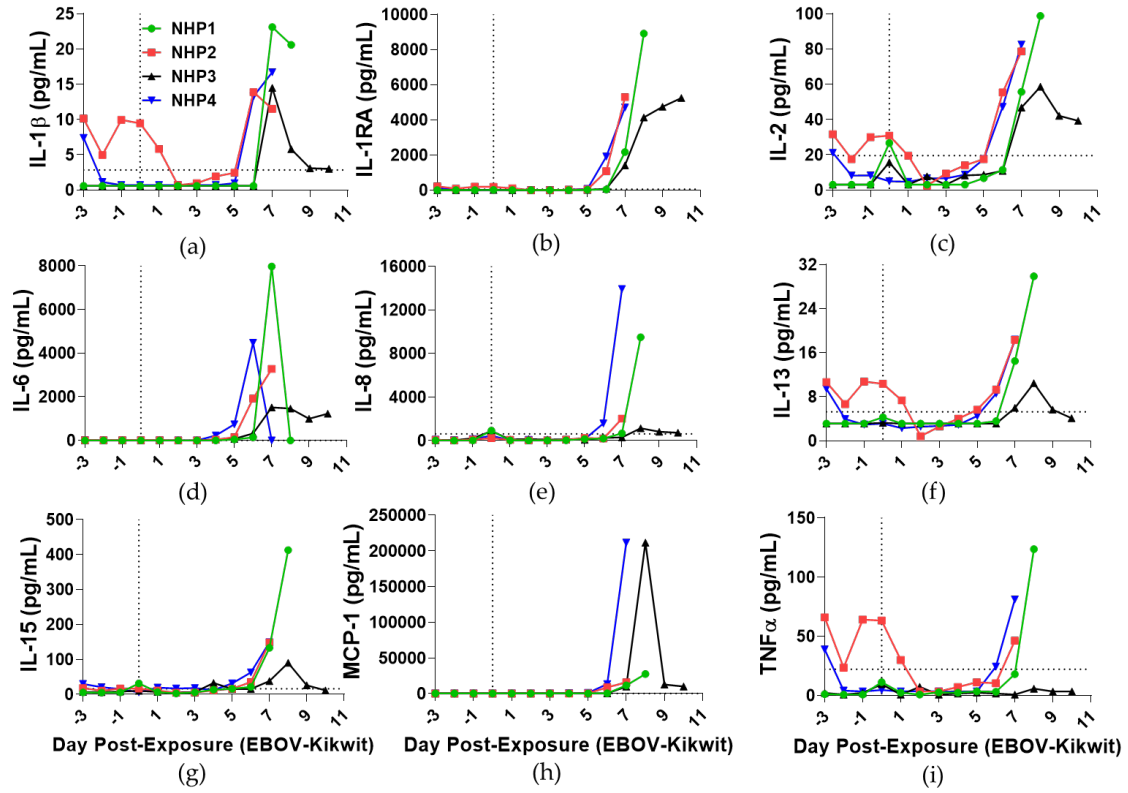 IL-1β (pg/mL)
25
20
15
10
5
0
-3 -1 1 3 5 7 9 11
NHP1
NHP2
NHP3
NHP4
(a)
IL-1RA (pg/mL)
10000
8000
6000
4000
2000
0
-3 -1 1 3 5 7 9 11
(b)
IL-2 (pg/mL)
100
80
60
40
20
0
-3 -1 1 3 5 7 9 11
(c)
IL-6 (pg/mL)
8000
6000
4000
2000
0
-3 -1 1 3 5 7 9 11
(d)
IL-8 (pg/mL)
16000
12000
8000
4000
0
-3 -1 1 3 5 7 9 11
(e)
IL-13 (pg/mL)
32
24
16
8
0
-3 -1 1 3 5 7 9 11
(f)
IL-15 (pg/mL)
500
400
300
200
100
0
-3 -1 1 3 5 7 9 11
Day Post-Exposure (EBOV-Kikwit)
(g)
MCP-1 (pg/mL)
250000
200000
150000
100000
50000
0
-3 -1 1 3 5 7 9 11
Day Post-Exposure (EBOV-Kikwit)
(h)
TNFα (pg/mL)
150
100
50
0
-3 -1 1 3 5 7 9 11
Day Post-Exposure (EBOV-Kikwit)
(i)